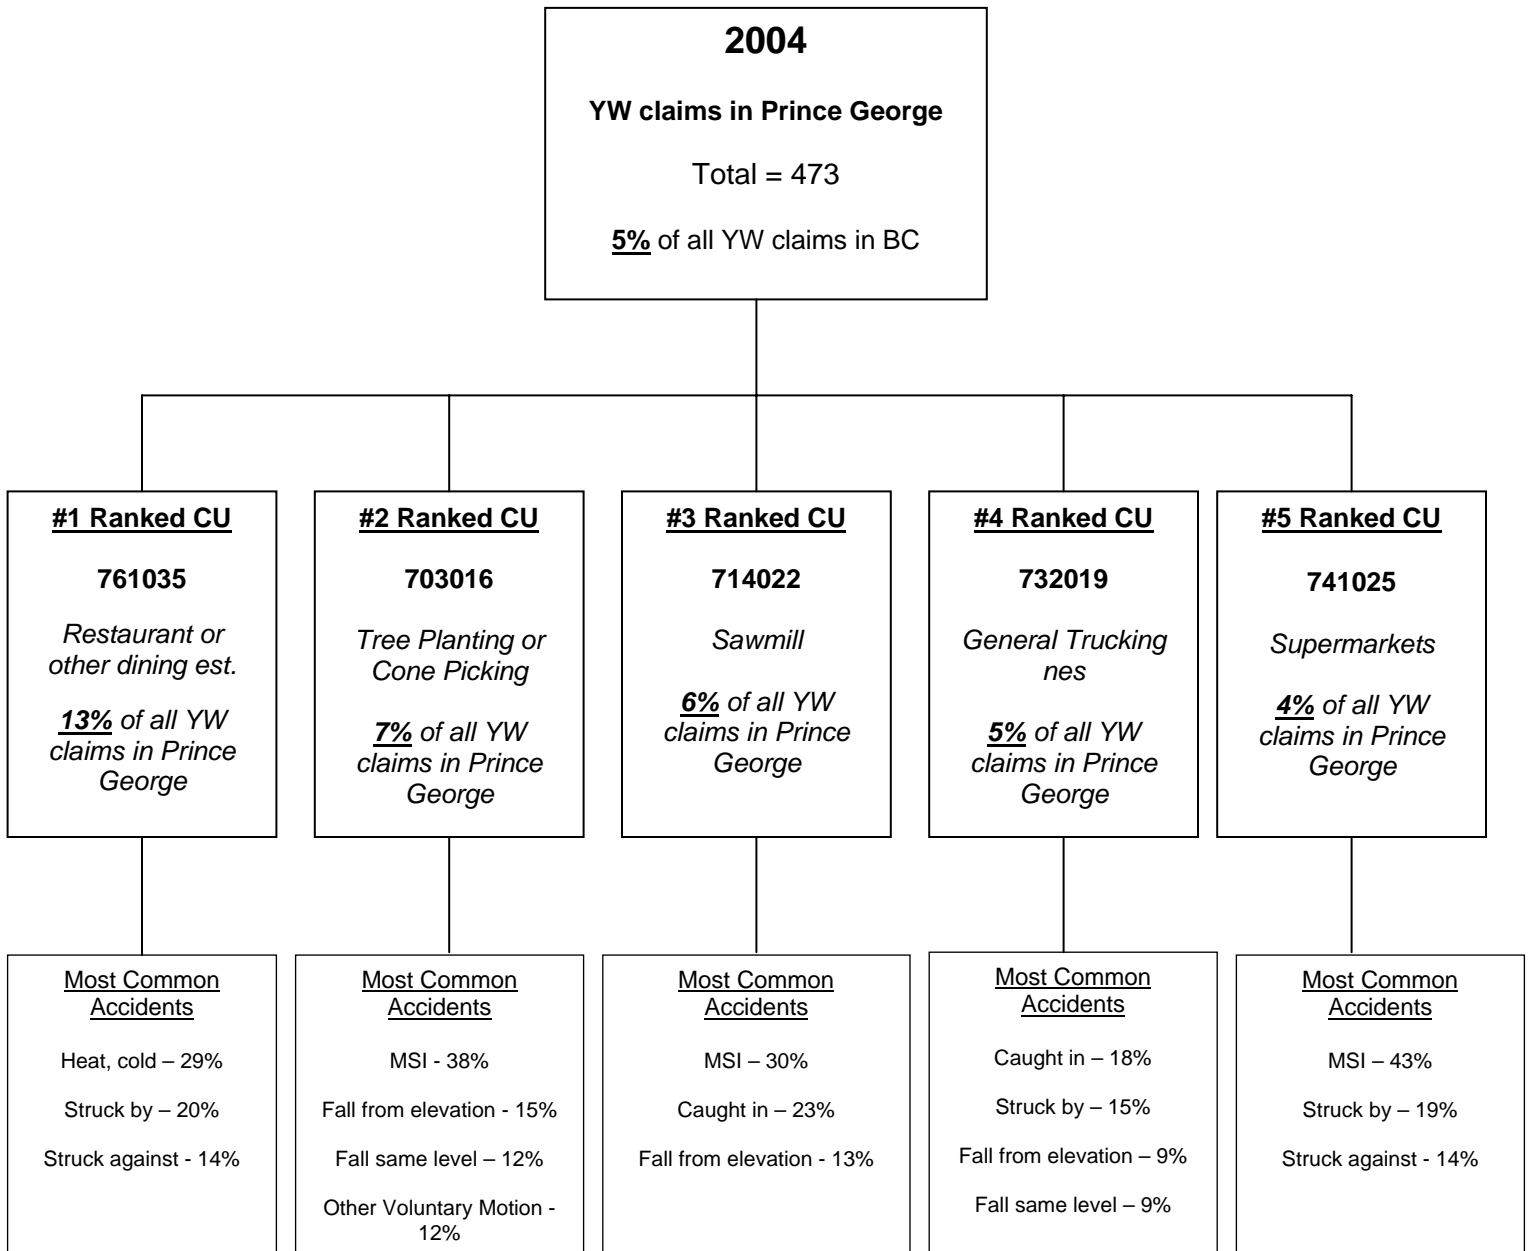 2004
YW claims in Prince George
Total = 473
5% of all YW claims in BC
#1 Ranked CU
761035
Restaurant or
other dining est.
13% of all YW
claims in Prince
George
#2 Ranked CU
703016
Tree Planting or
Cone Picking
7% of all YW
claims in Prince
George
#3 Ranked CU
714022
Sawmill
6% of all YW
claims in Prince
George
#4 Ranked CU
732019
General Trucking
nes
5% of all YW
claims in Prince
George
#5 Ranked CU
741025
Supermarkets
4% of all YW
claims in Prince
George
Most Common
Accidents
Heat, cold – 29%
Struck by – 20%
Struck against - 14%
Most Common
Accidents
MSI - 38%
Fall from elevation - 15%
Fall same level – 12%
Other Voluntary Motion -
12%
Most Common
Accidents
MSI – 30%
Caught in – 23%
Fall from elevation - 13%
Most Common
Accidents
Caught in – 18%
Struck by – 15%
Fall from elevation – 9%
Fall same level – 9%
Most Common
Accidents
MSI – 43%
Struck by – 19%
Struck against - 14%